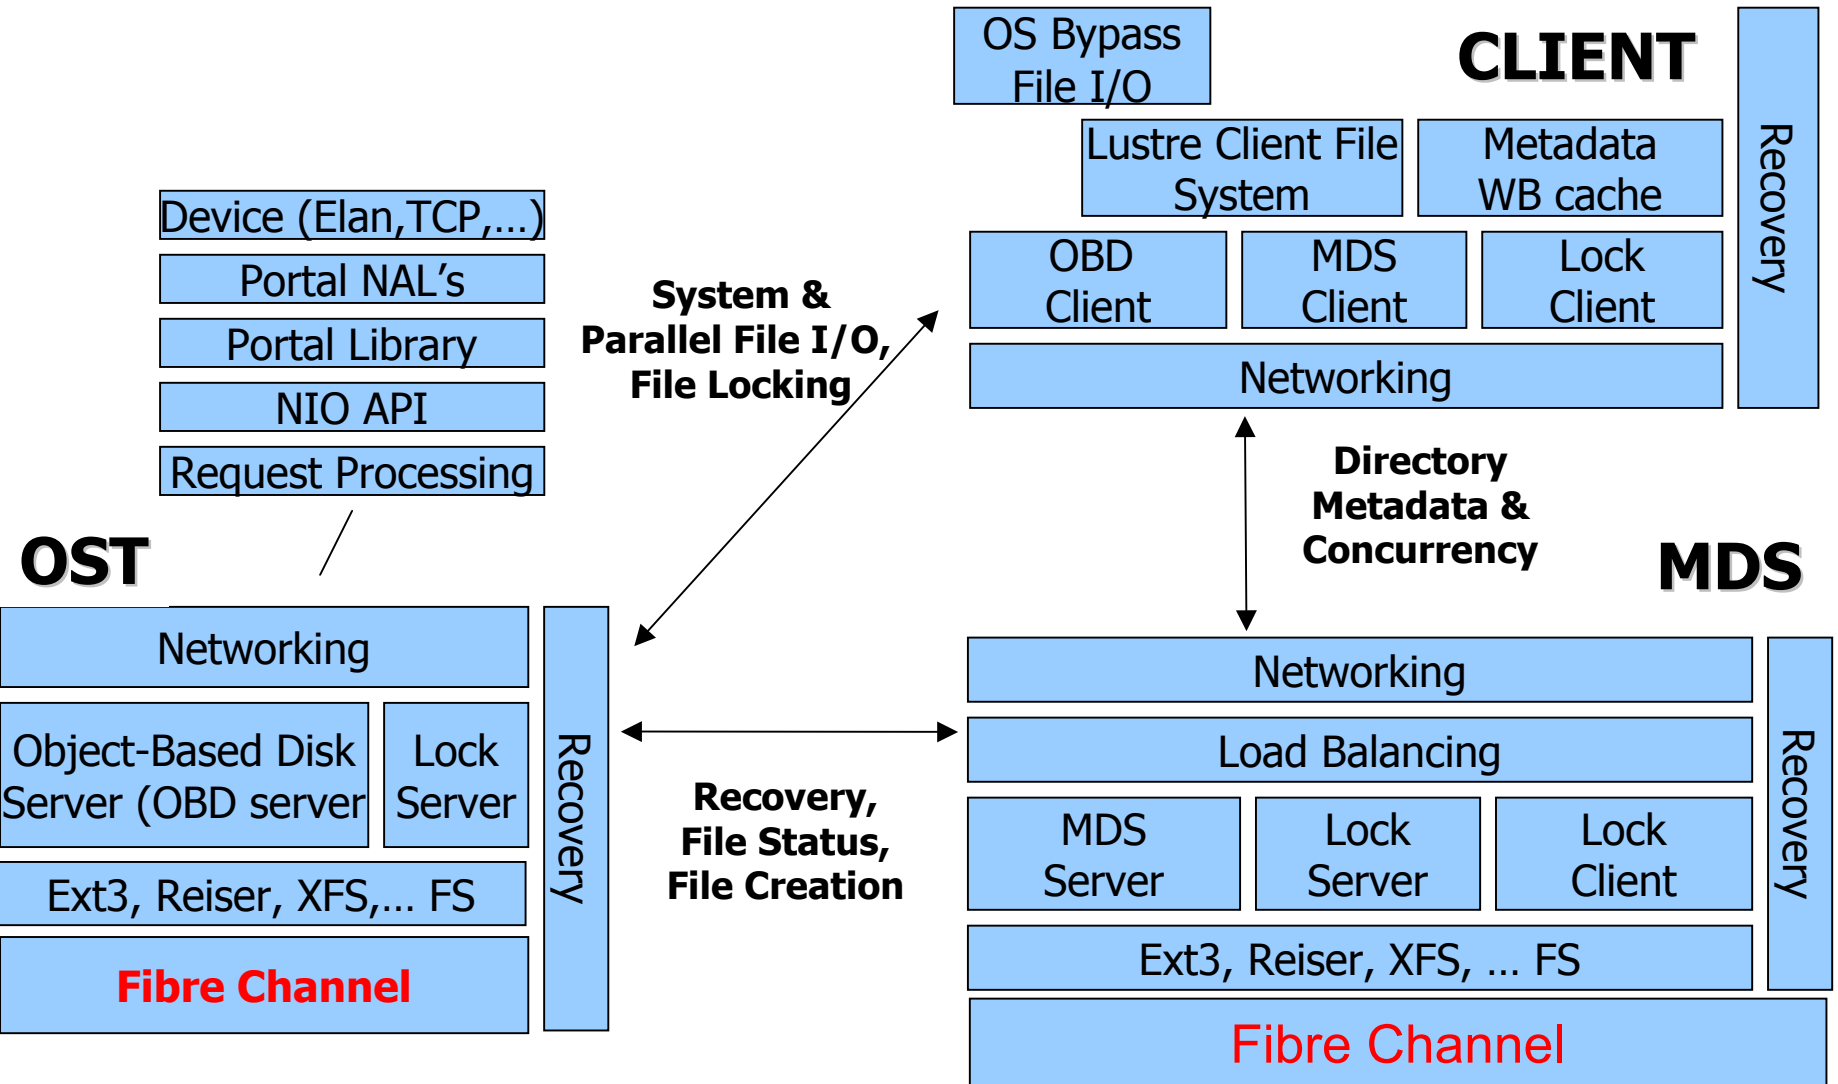 OS Bypass
File I/O
CLIENT
Recovery
Lustre Client File
System
Metadata
WB cache
OBD
Client
MDS
Client
Lock
Client
Networking
Device (Elan,TCP,...)
Portal NAL's
Portal Library
NIO API
Request Processing
System &
Parallel File I/O,
File Locking
Directory
Metadata &
Concurrency
OST
Networking
Object-Based Disk
Server (OBD server
Lock
Server
Recovery
Ext3, Reiser, XFS,... FS
Fibre Channel
Recovery,
File Status,
File Creation
MDS
Networking
Load Balancing
MDS
Server
Lock
Server
Lock
Client
Recovery
Ext3, Reiser, XFS, ... FS
Fibre Channel